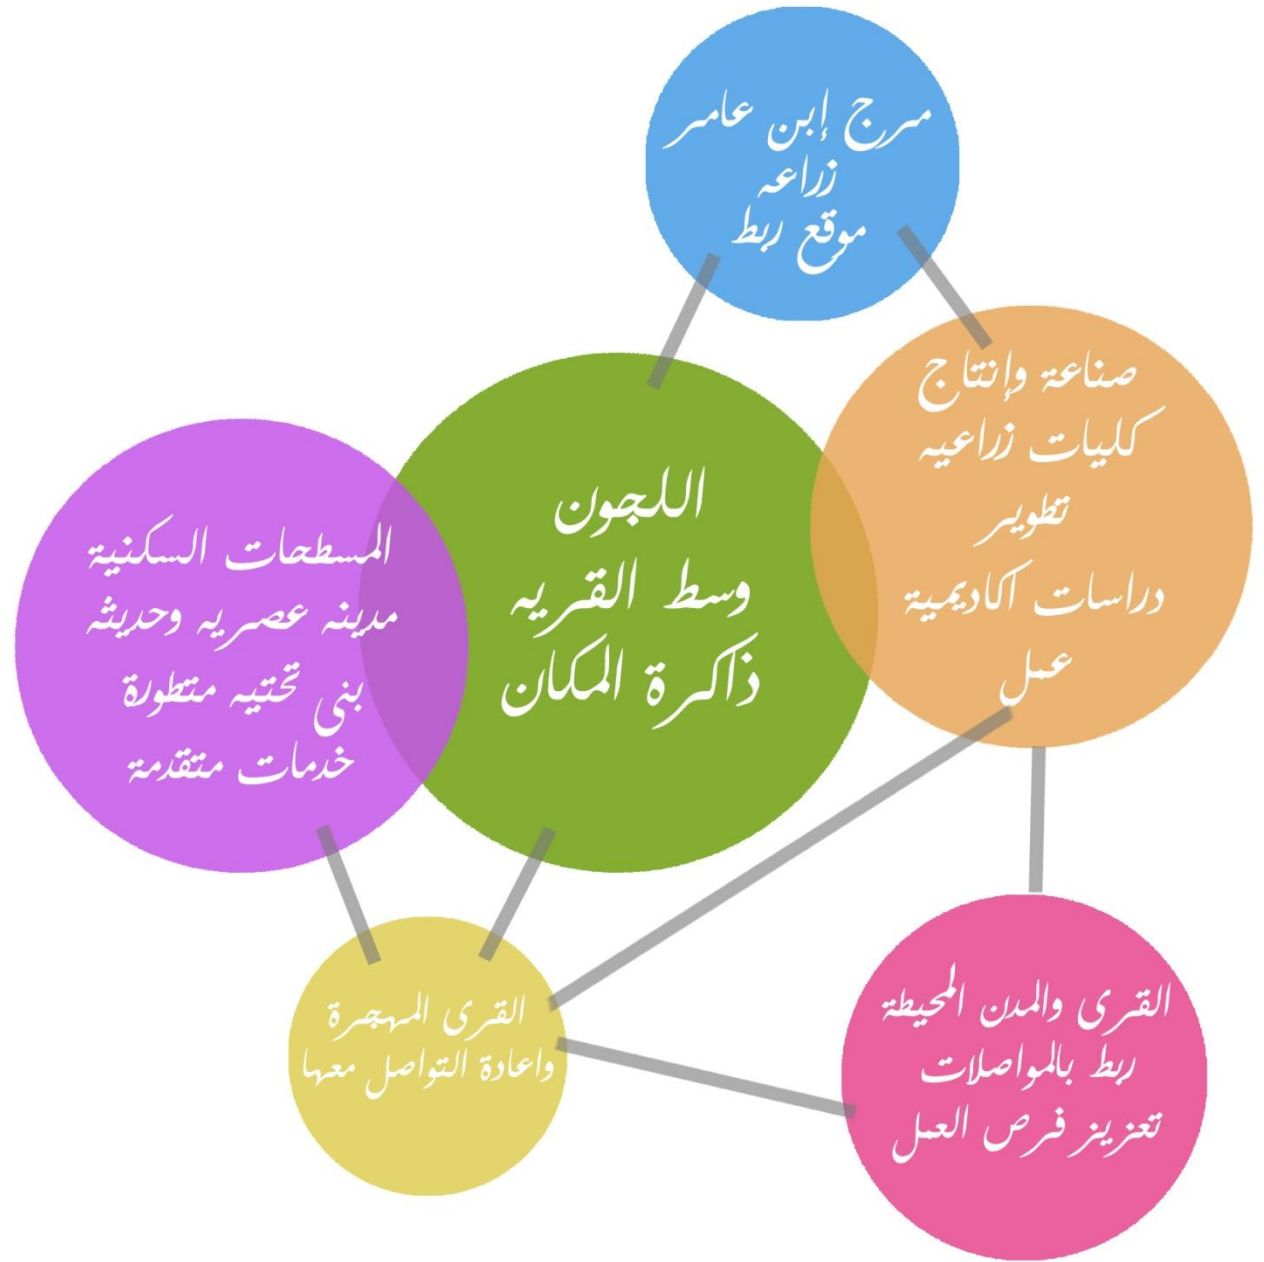 مرج إبن عامر
زراعه
موقع ربط
صناعة وإنتاج
كليات زراعيه
تطوير
دراسات اكاديمية
عمل
اللجون
وسط القريه
ذاكرة المكان
المسطحات السكنية
مدينه عصريه وحديثه
بنى تحتيه متطورة
خدمات متقدمة
القرى المهجرة
واعادة التواصل معها
القرى والمدن المحيطة
ربط بالمواصلات
تعزيز فرص العمل